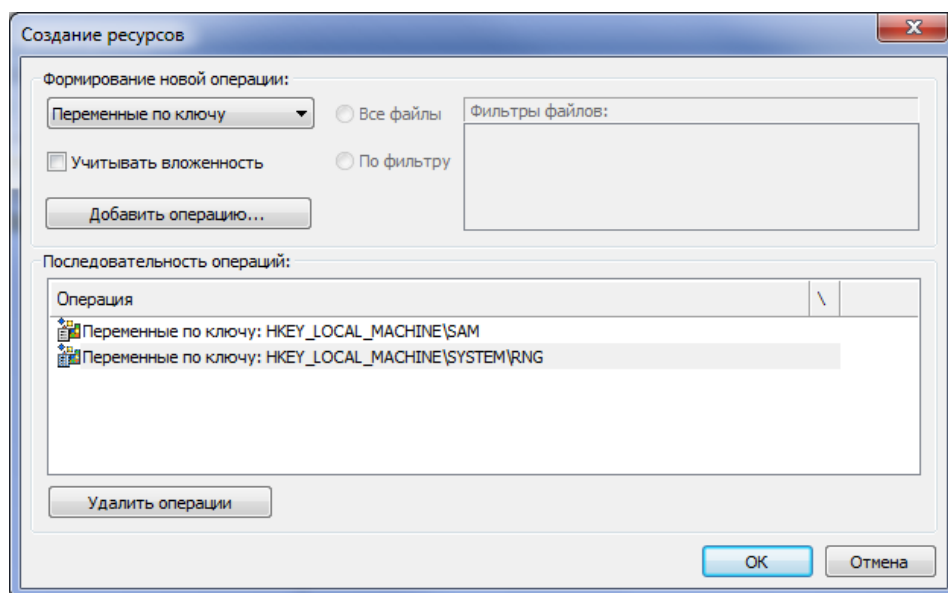 Создание ресурсов
Формирование новой операции:
Переменные по ключу
Все файлы
Фильтры файлов:
Учитывать вложенность
По фильтру
Добавить операцию...
Последовательность операций:
Операция \
Переменные по ключу: HKEY_LOCAL_MACHINE\SAM
Переменные по ключу: HKEY_LOCAL_MACHINE\SYSTEM\RNG
Удалить операции
ОК Отмена